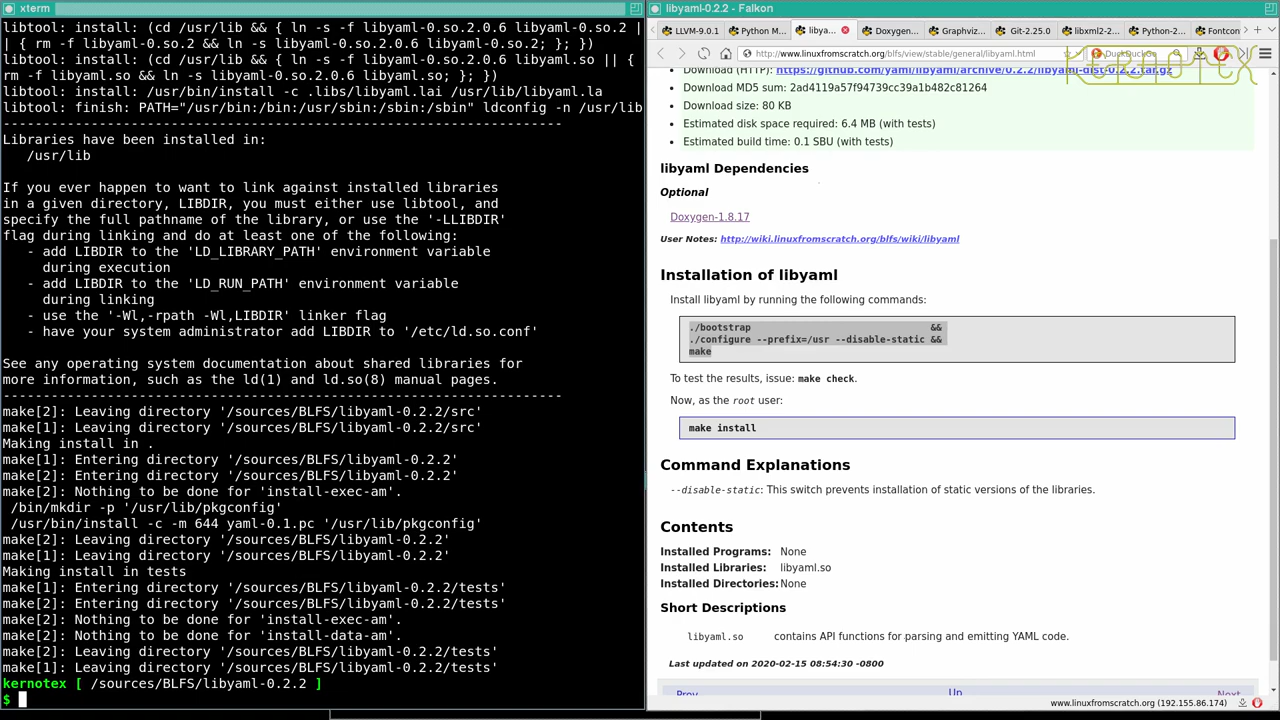 xterm
libtool: install: (cd /usr/lib && { ln -s -f libyaml-0.so.2.0.6 libyaml-0.so.2 |
| { rm -f libyaml-0.so.2 && ln -s libyaml-0.so.2.0.6 libyaml-0.so.2; }; })
libtool: install: (cd /usr/lib && { ln -s -f libyaml-0.so.2.0.6 libyaml.so || {
rm -f libyaml.so && ln -s libyaml-0.so.2.0.6 libyaml.so; }; })
libtool: install: /usr/bin/install -c .libs/libyaml.lai /usr/lib/libyaml.la
libtool: finish: PATH="/usr/bin:/bin:/usr/sbin:/sbin:/sbin" ldconfig -n /usr/lib
----------------------------------------------------------------------
Libraries have been installed in:
/usr/lib
If you ever happen to want to link against installed libraries
in a given directory, LIBDIR, you must either use libtool, and
specify the full pathname of the library, or use the '-LLIBDIR'
flag during linking and do at least one of the following:
- add LIBDIR to the 'LD_LIBRARY_PATH' environment variable
during execution
- add LIBDIR to the 'LD_RUN_PATH' environment variable
during linking
- use the '-Wl,-rpath -Wl,LIBDIR' linker flag
- have your system administrator add LIBDIR to '/etc/ld.so.conf'
See any operating system documentation about shared libraries for
more information, such as the ld(1) and ld.so(8) manual pages.
----------------------------------------------------------------------
make[2]: Leaving directory '/sources/BLFS/libyaml-0.2.2/src'
make[1]: Leaving directory '/sources/BLFS/libyaml-0.2.2/src'
Making install in .
make[1]: Entering directory '/sources/BLFS/libyaml-0.2.2'
make[2]: Entering directory '/sources/BLFS/libyaml-0.2.2'
make[2]: Nothing to be done for 'install-exec-am'.
/bin/mkdir -p '/usr/lib/pkgconfig'
/usr/bin/install -c -m 644 yaml-0.1.pc '/usr/lib/pkgconfig'
make[2]: Leaving directory '/sources/BLFS/libyaml-0.2.2'
make[1]: Leaving directory '/sources/BLFS/libyaml-0.2.2'
Making install in tests
make[1]: Entering directory '/sources/BLFS/libyaml-0.2.2/tests'
make[2]: Entering directory '/sources/BLFS/libyaml-0.2.2/tests'
make[2]: Nothing to be done for 'install-exec-am'.
make[2]: Nothing to be done for 'install-data-am'.
make[2]: Leaving directory '/sources/BLFS/libyaml-0.2.2/tests'
make[1]: Leaving directory '/sources/BLFS/libyaml-0.2.2/tests'
kernotex [ /sources/BLFS/libyaml-0.2.2 ]
$
libyaml-0.2.2 - Falkon
LLVM-9.0.1 Python M... libya... Doxygen... Graphviz... Git-2.25.0 libxml2-2... Python-2... Fontcon
http://www.linuxfromscratch.org/blfs/view/stable/general/libyaml.html DuckDuckGo
Download (HTTP): https://github.com/yaml/libyaml/archive/0.2.2/libyaml-dist-0.2.2.tar.gz
Download MD5 sum: 2ad4119a57f94739cc39a1b482c81264
Download size: 80 KB
Estimated disk space required: 6.4 MB (with tests)
Estimated build time: 0.1 SBU (with tests)
libyaml Dependencies
Optional
Doxygen-1.8.17
User Notes: http://wiki.linuxfromscratch.org/blfs/wiki/libyaml
Installation of libyaml
Install libyaml by running the following commands:
./bootstrap &&
./configure --prefix=/usr --disable-static &&
make
To test the results, issue: make check.
Now, as the root user:
make install
Command Explanations
--disable-static: This switch prevents installation of static versions of the libraries.
Contents
Installed Programs: None
Installed Libraries: libyaml.so
Installed Directories: None
Short Descriptions
libyaml.so contains API functions for parsing and emitting YAML code.
Last updated on 2020-02-15 08:54:30 -0800
Prev Up Next
www.linuxfromscratch.org (192.155.86.174)